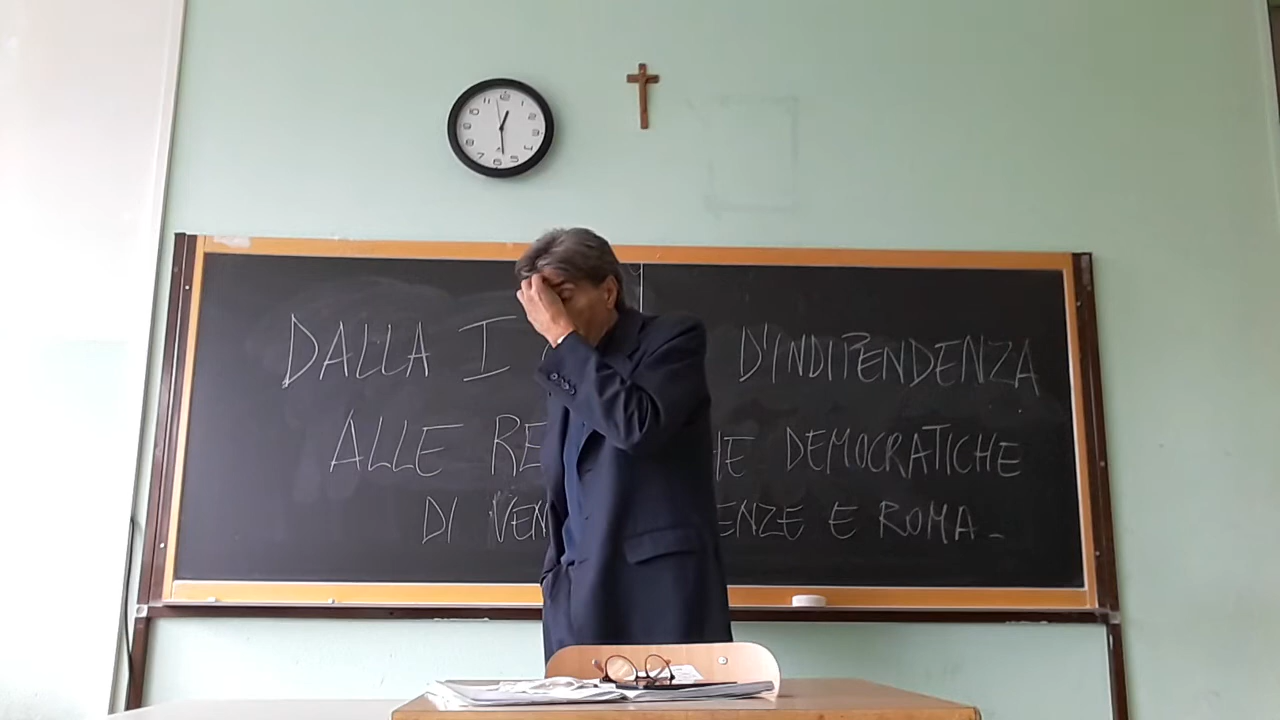 DALLA I D'INDIPENDENZA
ALLE RE HE DEMOCRATICHE
DI VEN ENZE E ROMA.